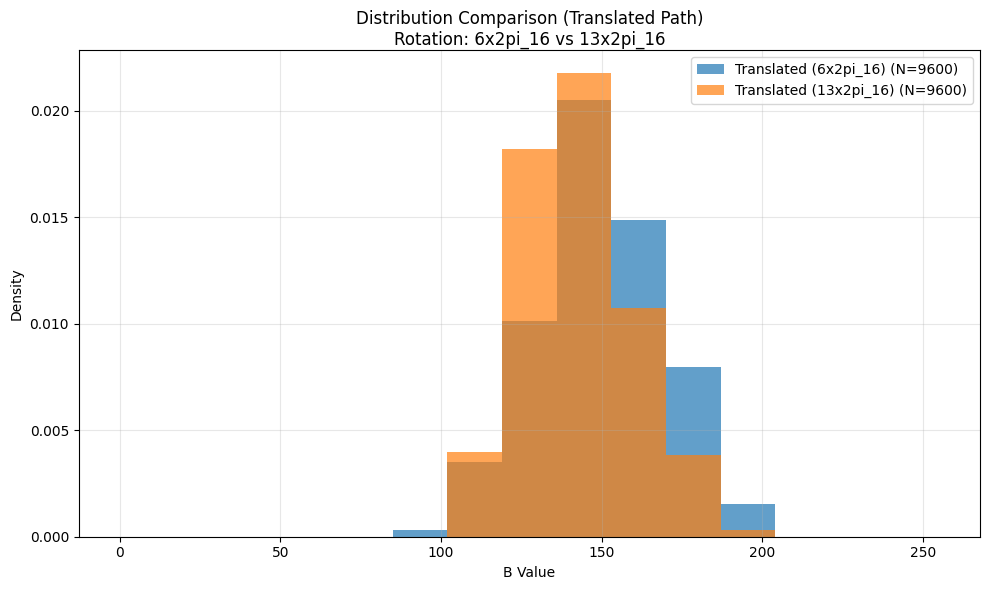 Distribution Comparison (Translated Path)
Rotation: 6x2pi_16 vs 13x2pi_16
Translated (6x2pi_16) (N=9600)
Translated (13x2pi_16) (N=9600)
Density
0.020
0.015
0.010
0.005
0.000
0 50 100 150 200 250
B Value